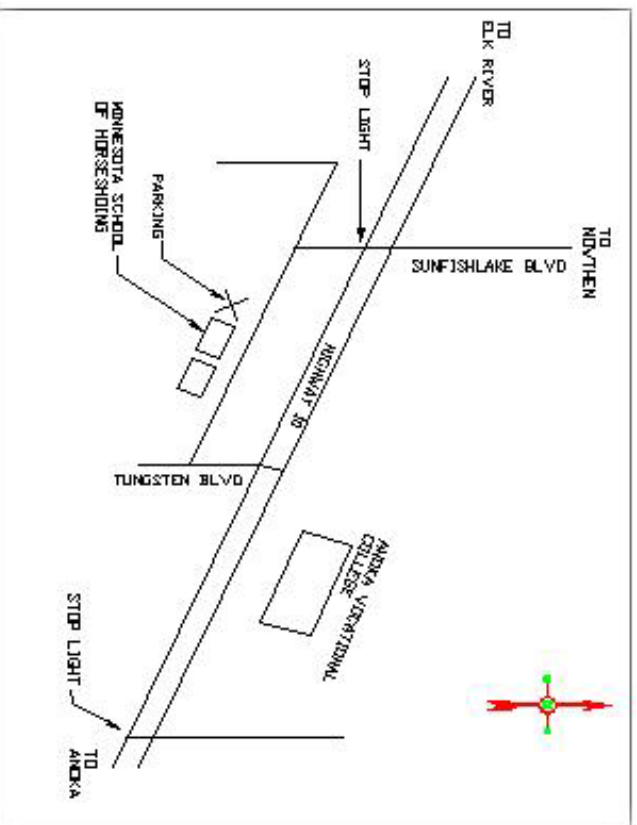 TO
ELK RIVER
STOP LIGHT
TO
NOWTHEN
SUNFISHLAKE BLVD
MINNESOTA SCHOOL
OF HORSESHOING
PARKING
HIGHWAY 10
TUNGSTEN BLVD
ANOKA VOCATIONAL
COLLEGE
STOP LIGHT
TO
ANOKA